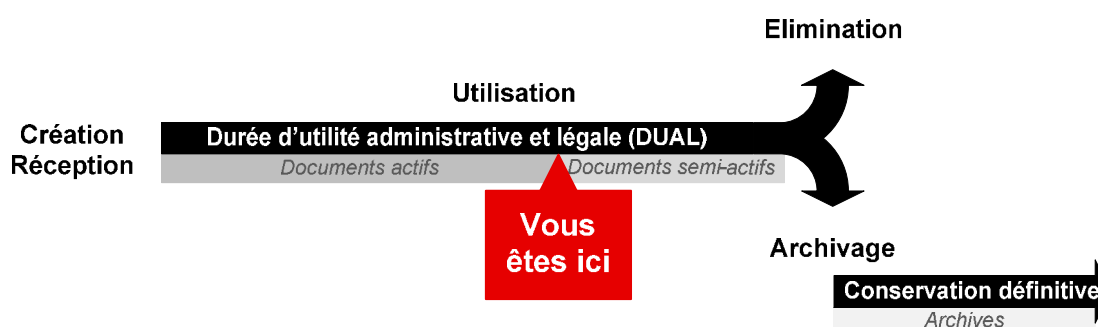 Elimination
Utilisation
Création
Réception
Durée d’utilité administrative et légale (DUAL)
Documents actifs
Documents semi-actifs
Vous
êtes ici
Archivage
Conservation définitive
Archives